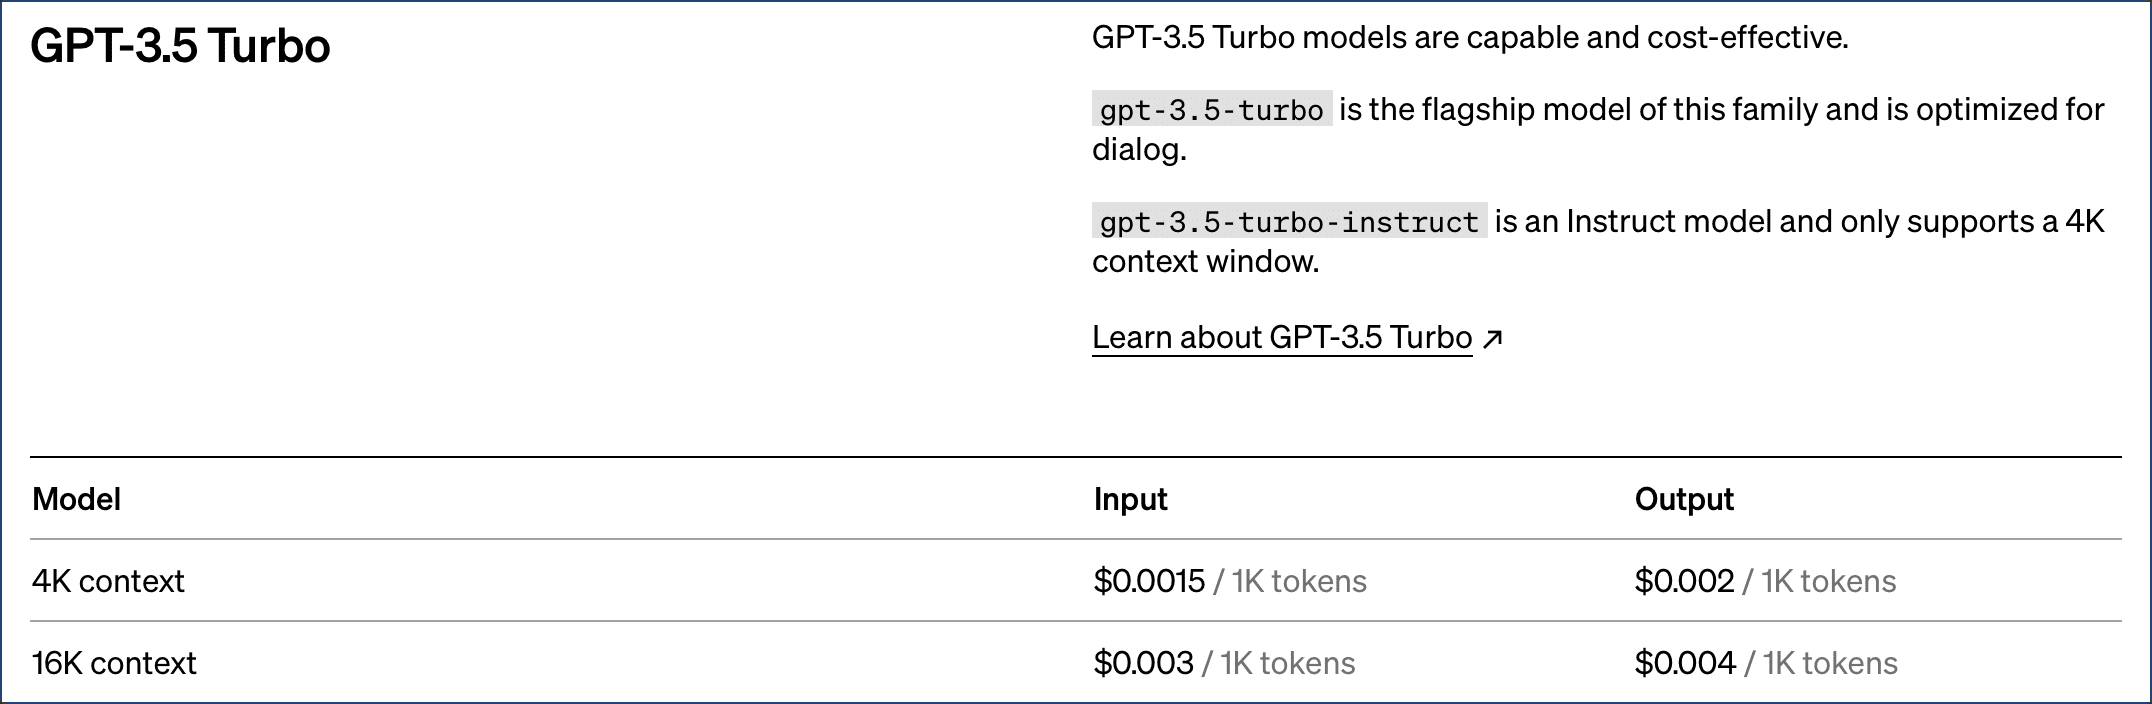 GPT-3.5 Turbo
GPT-3.5 Turbo models are capable and cost-effective.
gpt-3.5-turbo is the flagship model of this family and is optimized for
dialog.
gpt-3.5-turbo-instruct is an Instruct model and only supports a 4K
context window.
Learn about GPT-3.5 Turbo ↗
Model Input Output
4K context $0.0015 / 1K tokens $0.002 / 1K tokens
16K context $0.003 / 1K tokens $0.004 / 1K tokens